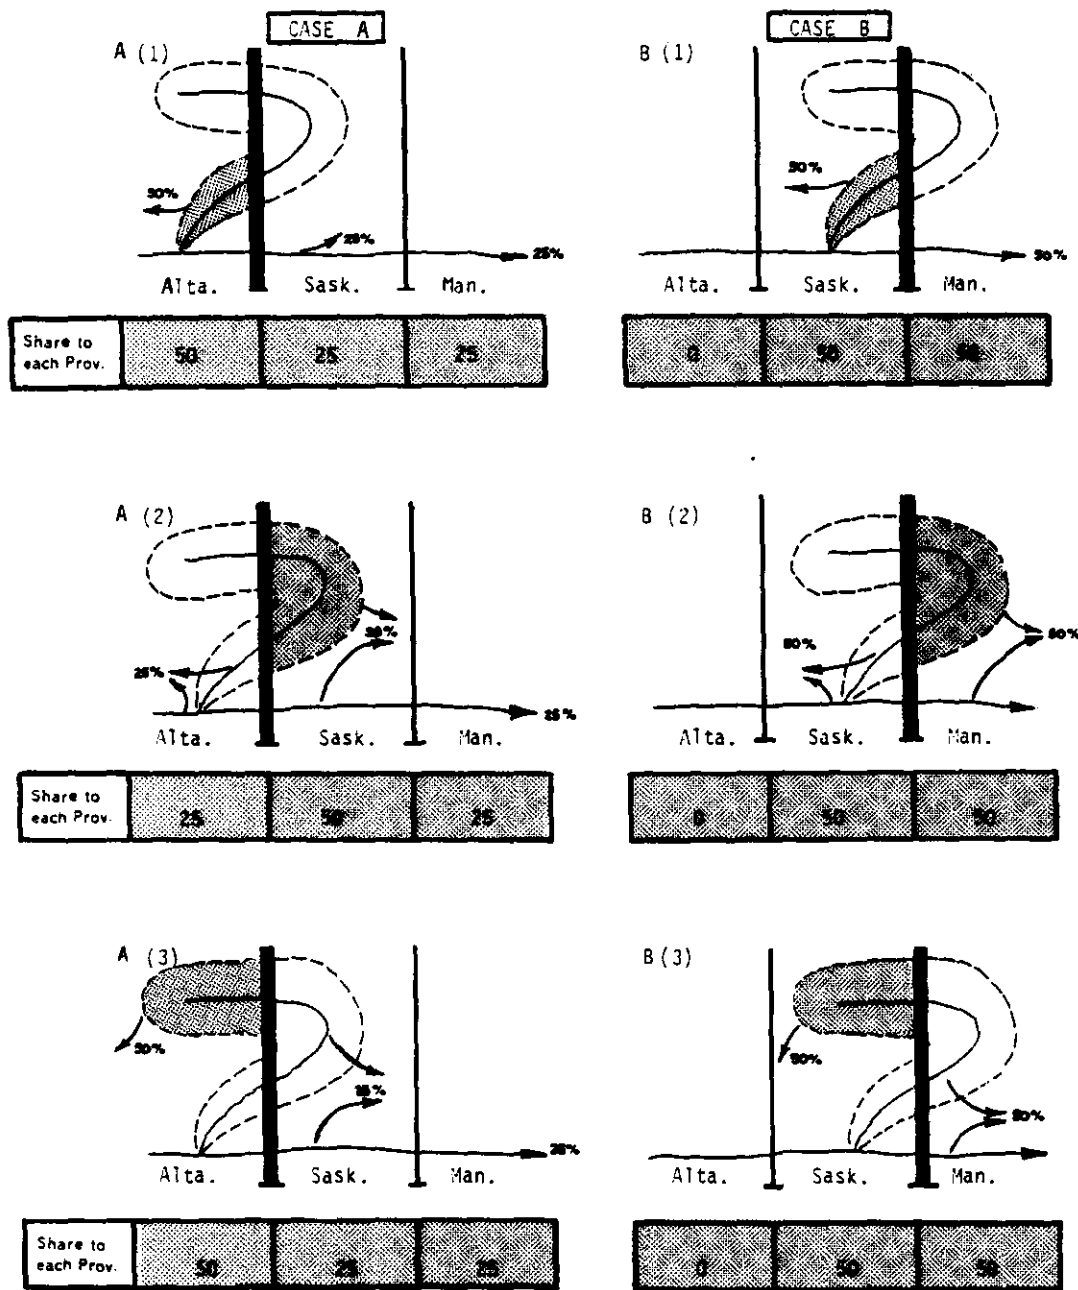 CASE A
CASE B
A (1)
B (1)
50%
25%
25%
50%
50%
Alta. Sask. Man.
Alta. Sask. Man.
Share to
each Prov.
50 25 25
0 50 50
A (2)
B (2)
25%
25%
50%
50%
Alta. Sask. Man.
Alta. Sask. Man.
Share to
each Prov.
25 50 25
0 50 50
A (3)
B (3)
50%
25%
25%
50%
50%
Alta. Sask. Man.
Alta. Sask. Man.
Share to
each Prov.
50 25 25
0 50 50